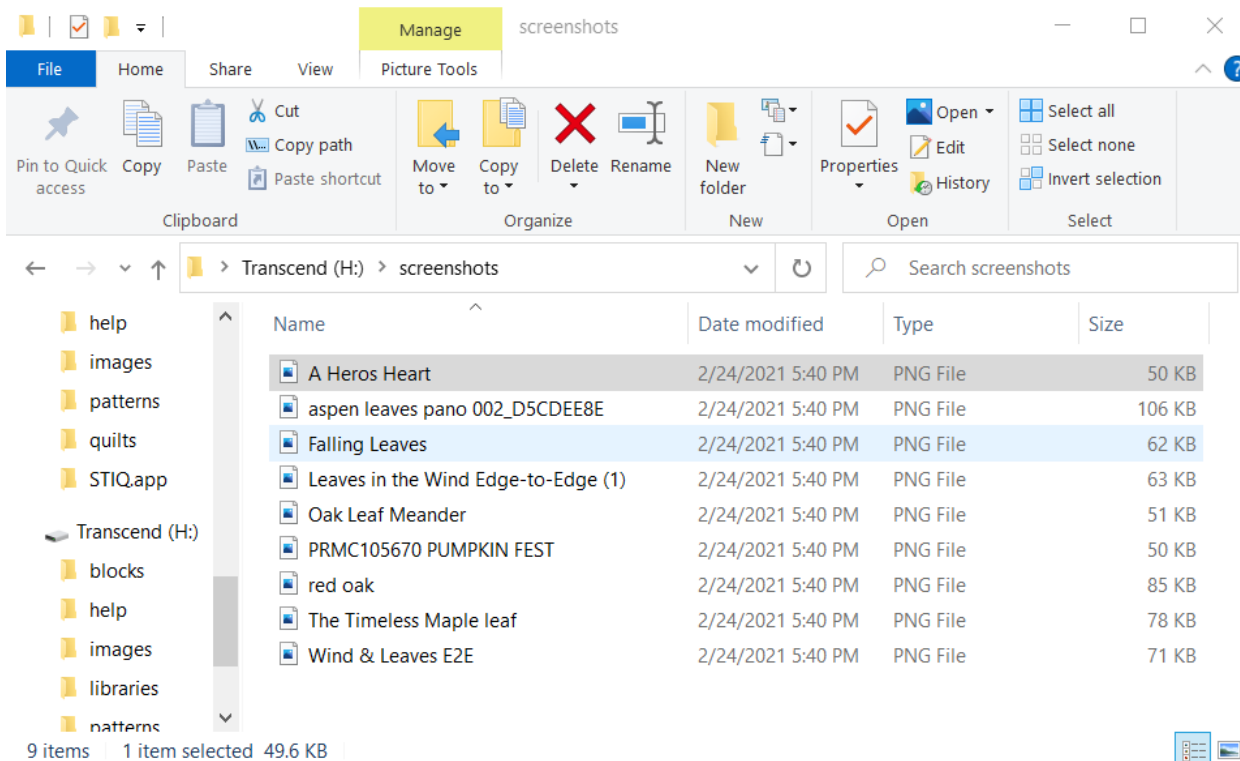 Manage screenshots
File Home Share View Picture Tools ?
Pin to Quick access
Copy
Paste
Cut
W... Copy path
Paste shortcut
Clipboard
Move to
Copy to
Delete
Rename
Organize
New folder
New
Properties
Open
Edit
History
Open
Select all
Select none
Invert selection
Select
Transcend (H:) screenshots
Search screenshots
help
images
patterns
quilts
STIQ.app
Transcend (H:)
blocks
help
images
libraries
patterns
Name Date modified Type Size
A Heros Heart 2/24/2021 5:40 PM PNG File 50 KB
aspen leaves pano 002_D5CDEE8E 2/24/2021 5:40 PM PNG File 106 KB
Falling Leaves 2/24/2021 5:40 PM PNG File 62 KB
Leaves in the Wind Edge-to-Edge (1) 2/24/2021 5:40 PM PNG File 63 KB
Oak Leaf Meander 2/24/2021 5:40 PM PNG File 51 KB
PRMC105670 PUMPKIN FEST 2/24/2021 5:40 PM PNG File 50 KB
red oak 2/24/2021 5:40 PM PNG File 85 KB
The Timeless Maple leaf 2/24/2021 5:40 PM PNG File 78 KB
Wind & Leaves E2E 2/24/2021 5:40 PM PNG File 71 KB
9 items 1 item selected 49.6 KB